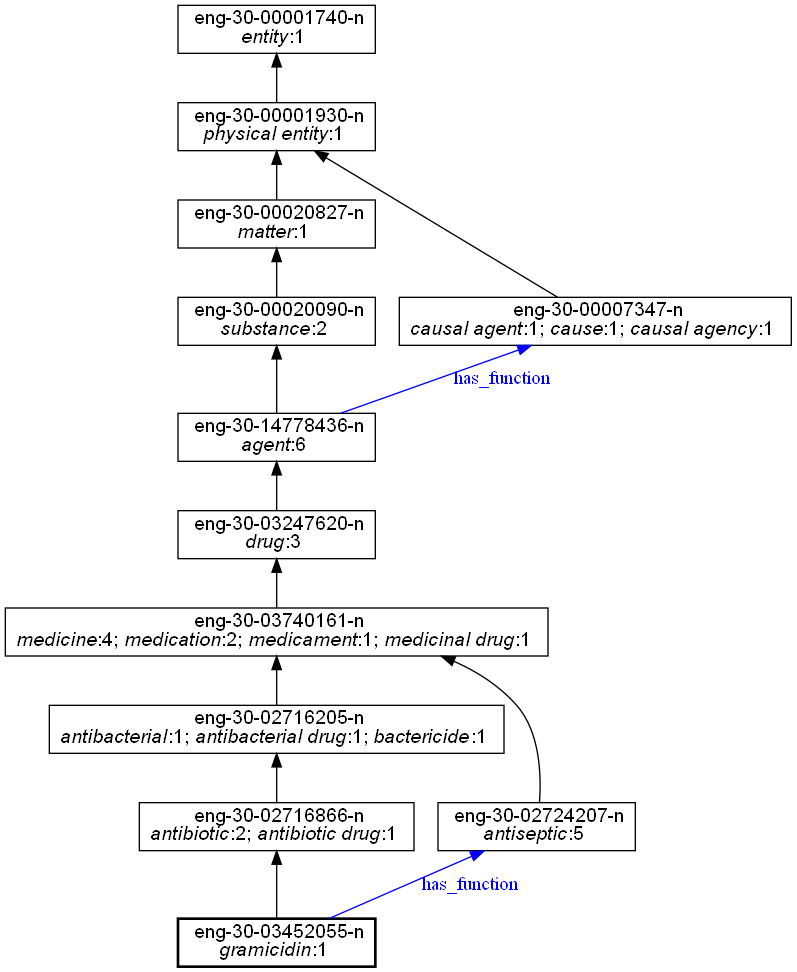 eng-30-00001740-n
entity:1
eng-30-00001930-n
physical entity:1
eng-30-00020827-n
matter:1
eng-30-00020090-n
substance:2
eng-30-00007347-n
causal agent:1; cause:1; causal agency:1
has_function
eng-30-14778436-n
agent:6
eng-30-03247620-n
drug:3
eng-30-03740161-n
medicine:4; medication:2; medicament:1; medicinal drug:1
eng-30-02716205-n
antibacterial:1; antibacterial drug:1; bactericide:1
eng-30-02716866-n
antibiotic:2; antibiotic drug:1
eng-30-02724207-n
antiseptic:5
has_function
eng-30-03452055-n
gramicidin:1